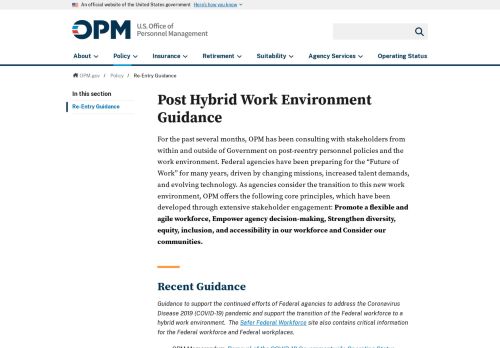 An official website of the United States government Here's how you know
OPM U.S. Office of
Personnel Management
About Policy Insurance Retirement Suitability Agency Services Operating Status
OPM.gov / Policy / Re-Entry Guidance
In this section
Re-Entry Guidance
Post Hybrid Work Environment
Guidance
For the past several months, OPM has been consulting with stakeholders from
within and outside of Government on post-reentry personnel policies and the
work environment. Federal agencies have been preparing for the “Future of
Work” for many years, driven by changing missions, increased talent demands,
and evolving technology. As agencies consider the transition to this new work
environment, OPM offers the following core principles, which have been
developed through extensive stakeholder engagement: Promote a flexible and
agile workforce, Empower agency decision-making, Strengthen diversity,
equity, inclusion, and accessibility in our workforce and Consider our
communities.
Recent Guidance
Guidance to support the continued efforts of Federal agencies to address the Coronavirus
Disease 2019 (COVID-19) pandemic and support the transition of the Federal workforce to a
hybrid work environment. The Safer Federal Workforce site also contains critical information
for the Federal workforce and Federal workplaces.